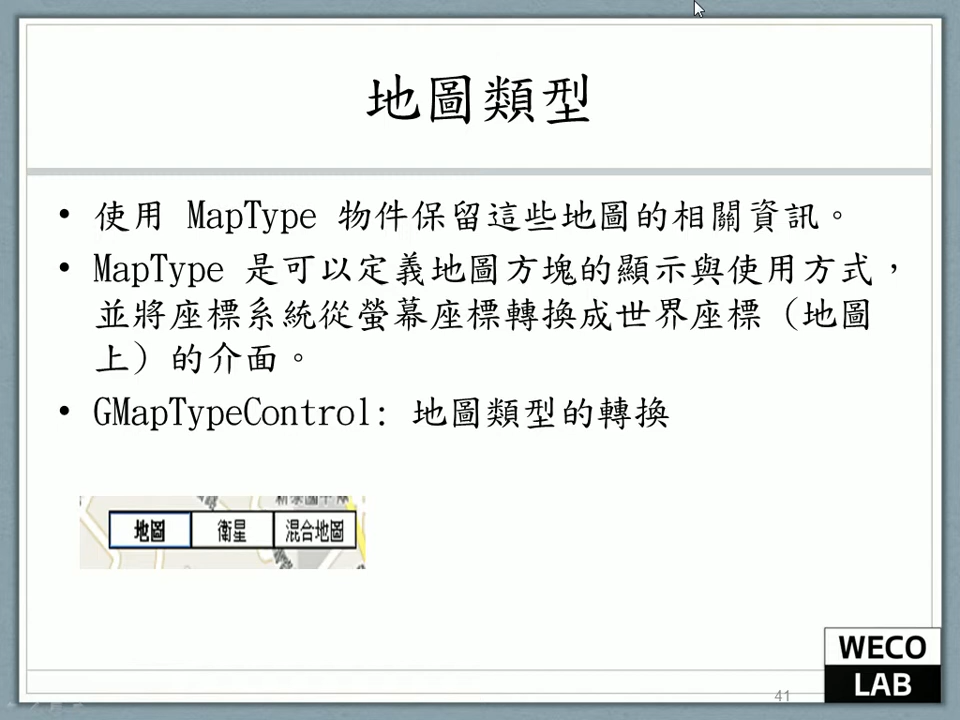 地圖類型
• 使用 MapType 物件保留這些地圖的相關資訊。
• MapType 是可以定義地圖方塊的顯示與使用方式，
並將座標系統從螢幕座標轉換成世界座標（地圖
上）的介面。
• GMapTypeControl: 地圖類型的轉換
地圖 衛星 混合地圖
WECO
LAB
41